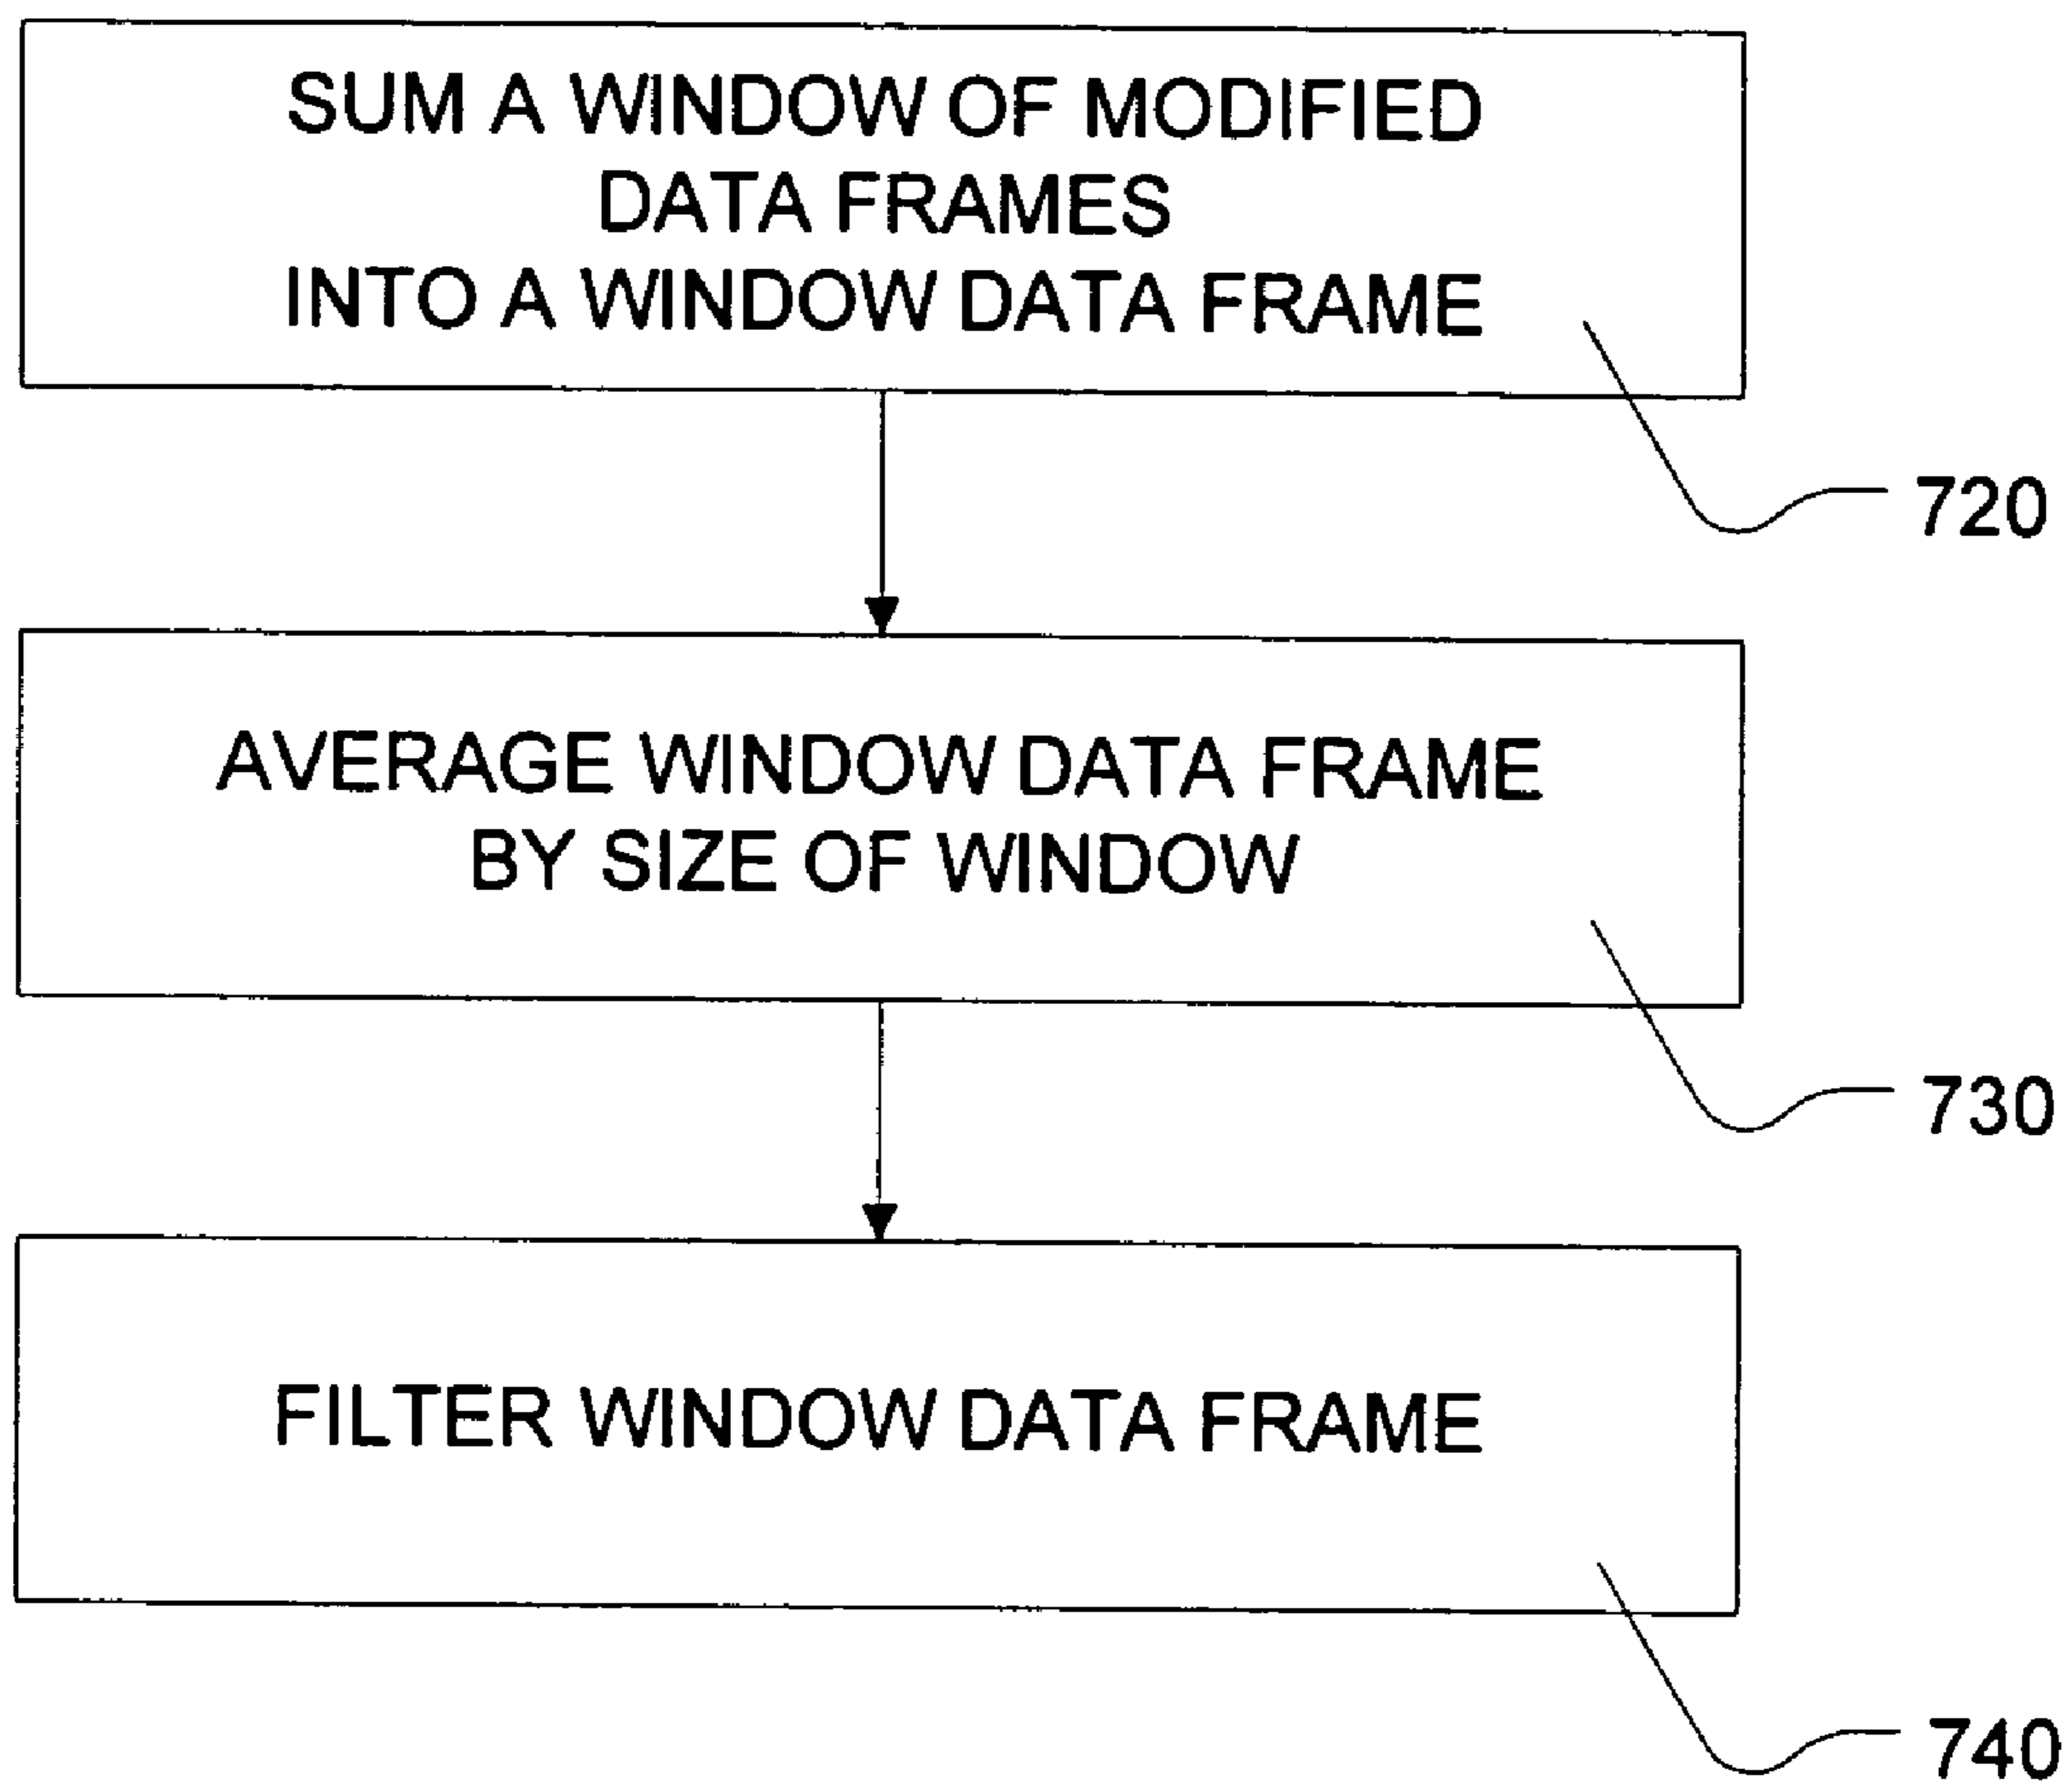 SUM A WINDOW OF MODIFIED
DATA FRAMES
INTO A WINDOW DATA FRAME
720
AVERAGE WINDOW DATA FRAME
BY SIZE OF WINDOW
730
FILTER WINDOW DATA FRAME
740